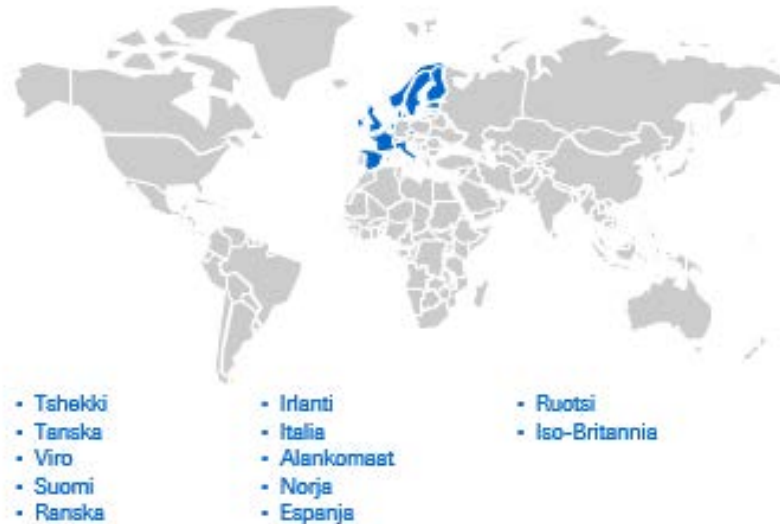 - Tshekki
- Tanska
- Viro
- Suomi
- Ranska
- Irlanti
- Italia
- Alankomaat
- Norja
- Espanja
- Ruotsi
- Iso-Britannia